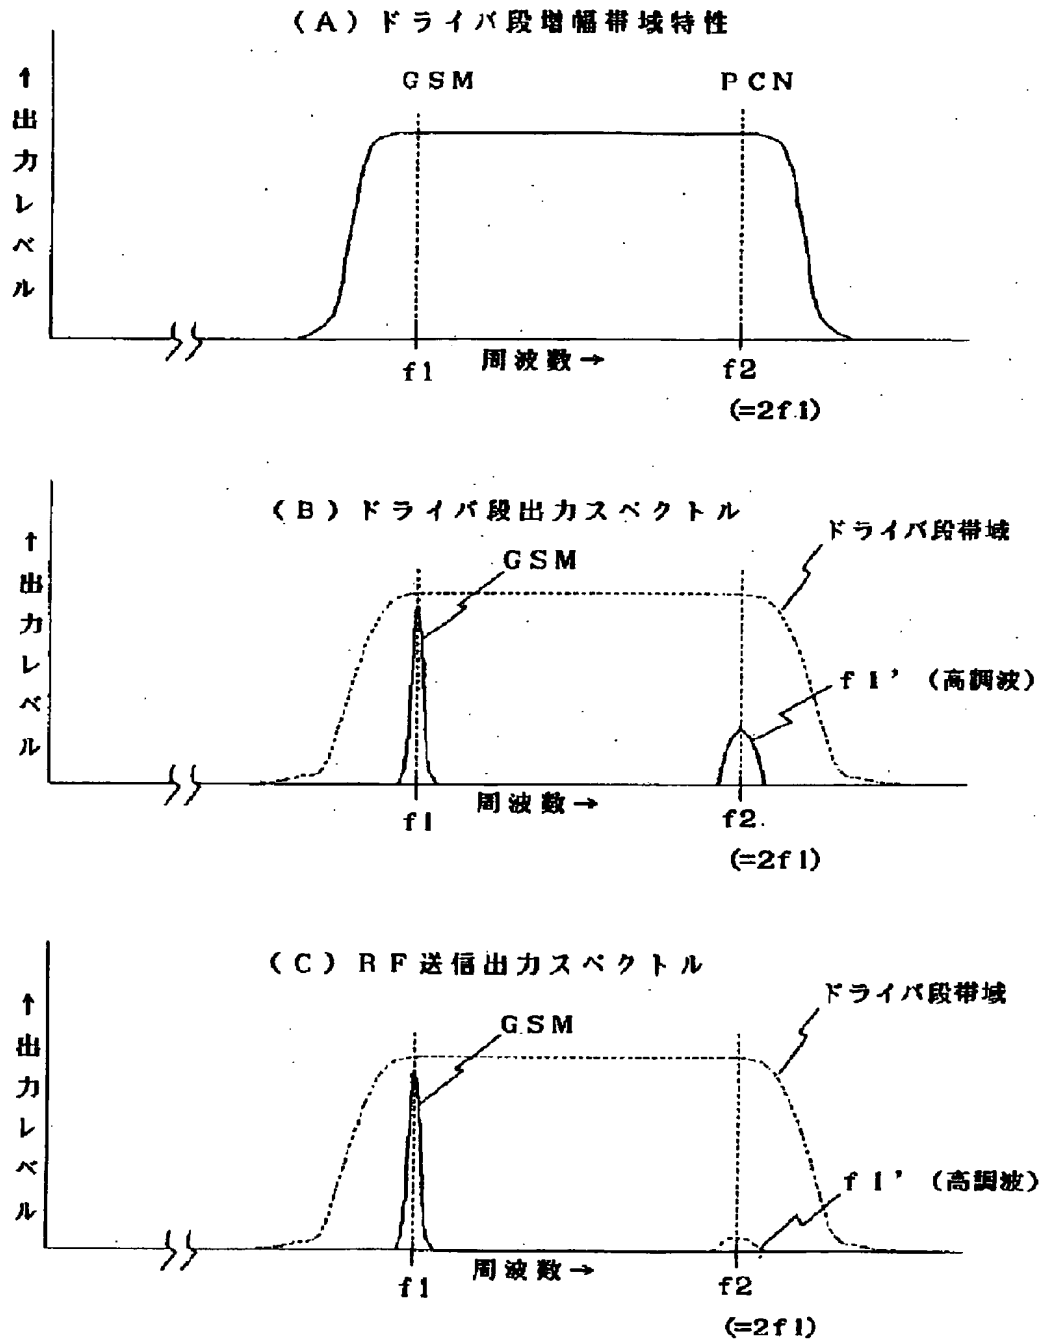 (A) ドライバ段増幅帯域特性
↑出力レベル
GSM
PCN
f1
周波数→
f2
(=2f1)
(B) ドライバ段出力スペクトル
↑出力レベル
ドライバ段帯域
GSM
f1' (高調波)
f1
周波数→
f2
(=2f1)
(C) RF送信出力スペクトル
↑出力レベル
ドライバ段帯域
GSM
f1' (高調波)
f1
周波数→
f2
(=2f1)